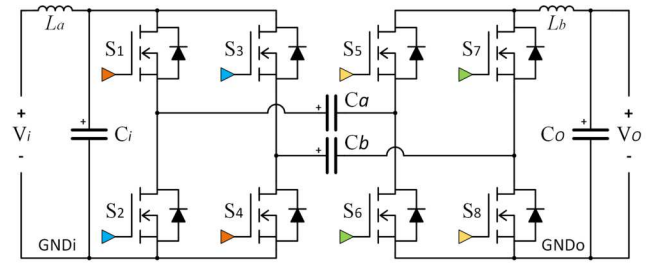 La
Lb
S1
S3
S5
S7
+
Vi
-
+
Ci
+
Ca
+
Cb
+
Co
+
Vo
-
S2
S4
S6
S8
GNDi
GNDo